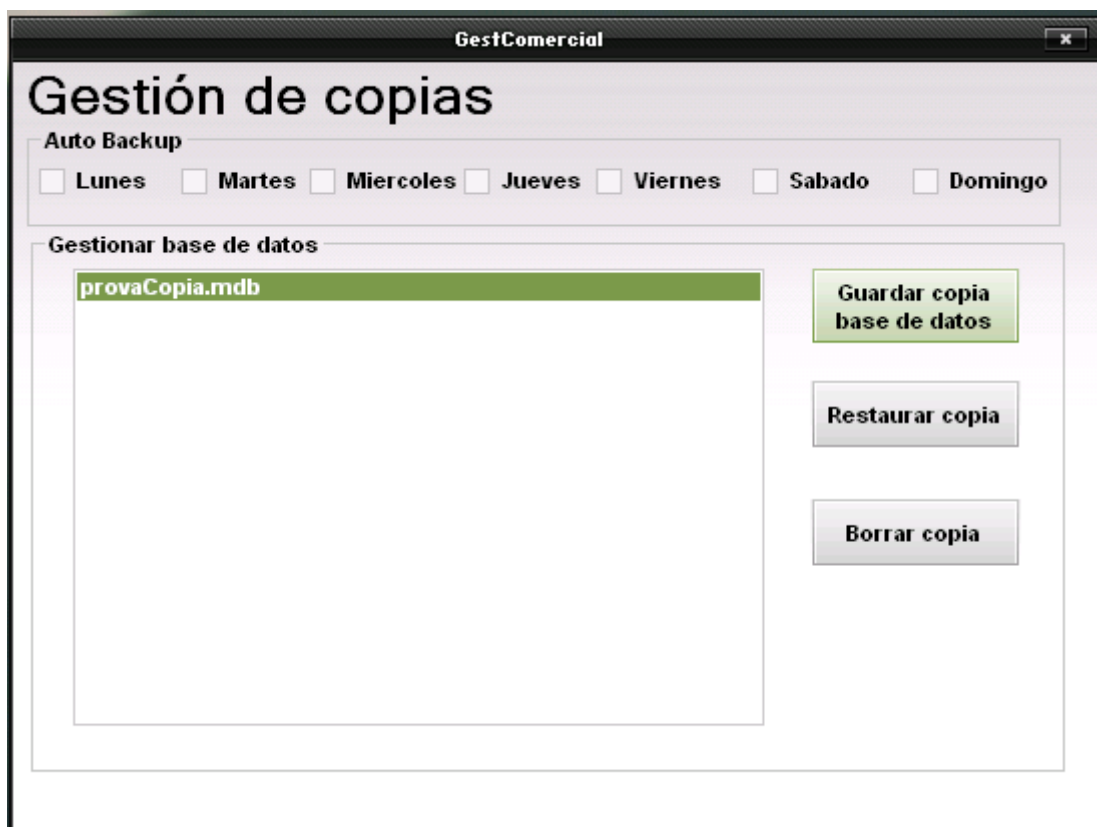 GestComercial
Gestión de copias
Auto Backup
Lunes Martes Miercoles Jueves Viernes Sabado Domingo
Gestionar base de datos
provaCopia.mdb
Guardar copia
base de datos
Restaurar copia
Borrar copia